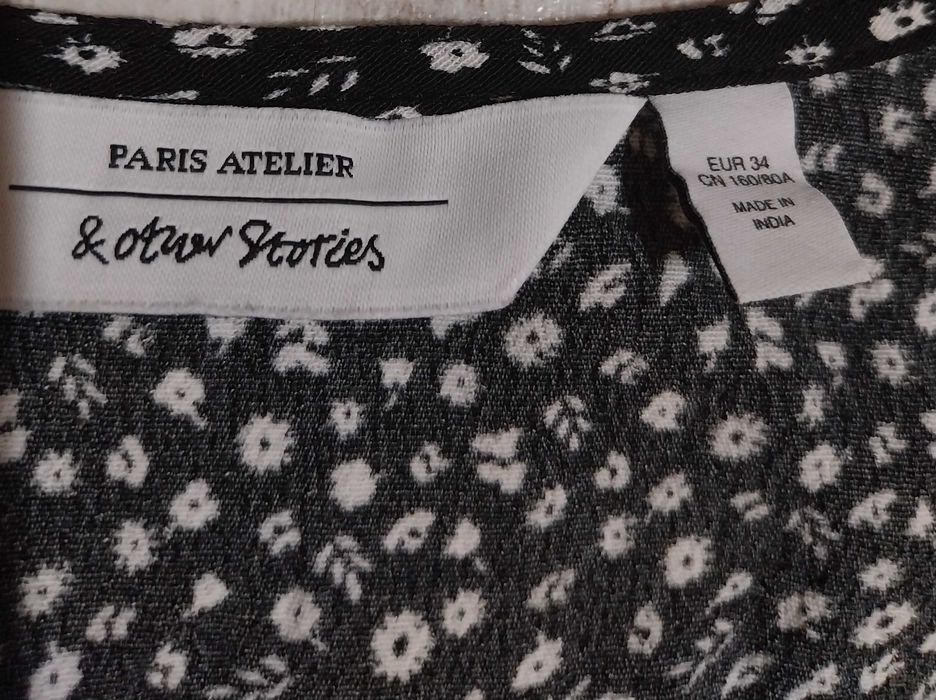 PARIS ATELIER
& other Stories
EUR 34
CN 160/80A
MADE IN
INDIA